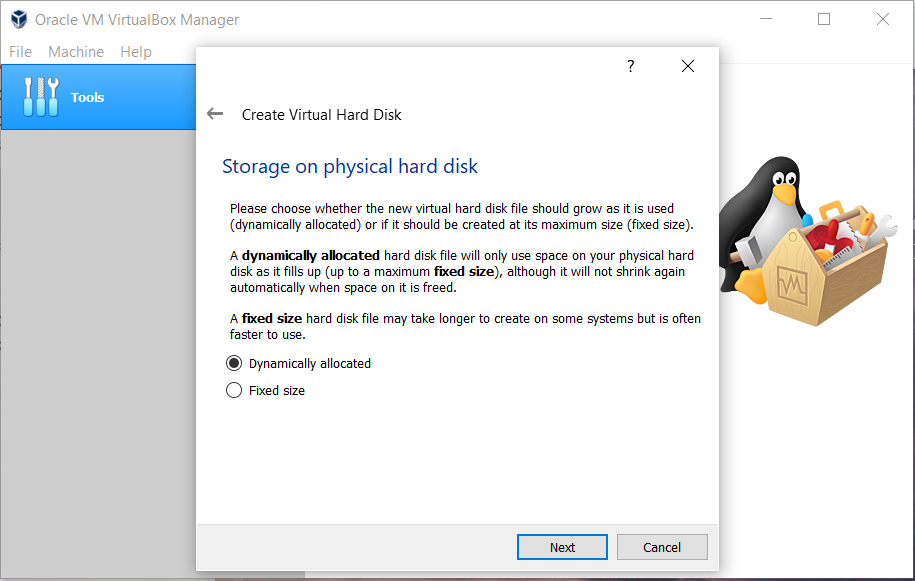 Oracle VM VirtualBox Manager
File Machine Help
Tools
?
Create Virtual Hard Disk
Storage on physical hard disk
Please choose whether the new virtual hard disk file should grow as it is used
(dynamically allocated) or if it should be created at its maximum size (fixed size).
A dynamically allocated hard disk file will only use space on your physical hard
disk as it fills up (up to a maximum fixed size), although it will not shrink again
automatically when space on it is freed.
A fixed size hard disk file may take longer to create on some systems but is often
faster to use.
Dynamically allocated
Fixed size
Next Cancel